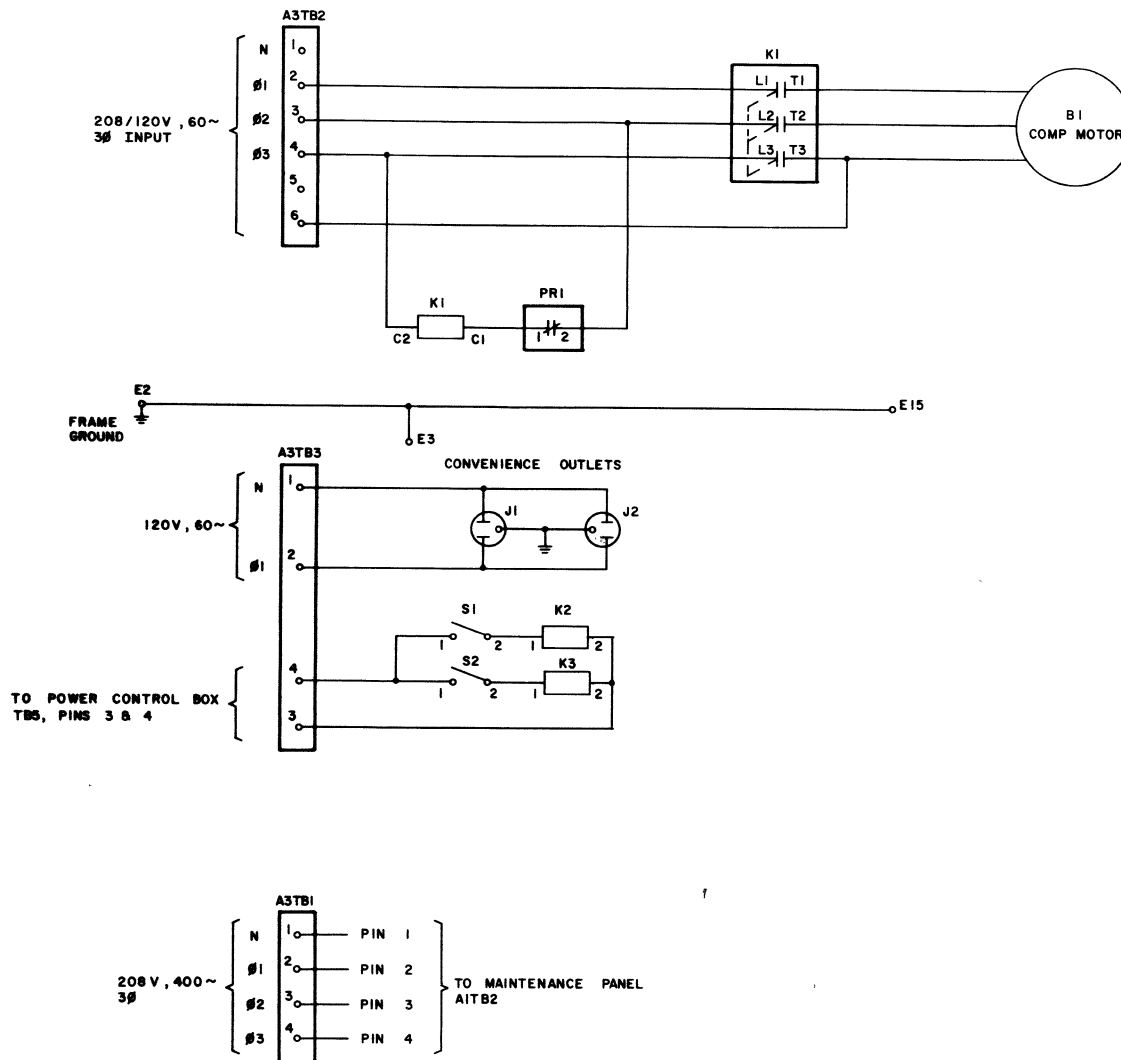 A3TB2
N 1
Ø1 2
Ø2 3
Ø3 4
5
6
208/120V, 60~
3Ø INPUT
K1
L1 T1
L2 T2
L3 T3
B1
COMP MOTOR
K1
C2 C1
PR1
1 2
E2
FRAME
GROUND
E3
E15
A3TB3
CONVENIENCE OUTLETS
N 1
J1 J2
120V, 60~
Ø1 2
S1 K2
1 2 1 2
S2 K3
1 2 1 2
4
3
TO POWER CONTROL BOX
TB5, PINS 3 & 4
A3TB1
N 1 PIN 1
Ø1 2 PIN 2
Ø2 3 PIN 3
Ø3 4 PIN 4
208V, 400~
3Ø
TO MAINTENANCE PANEL
A1TB2